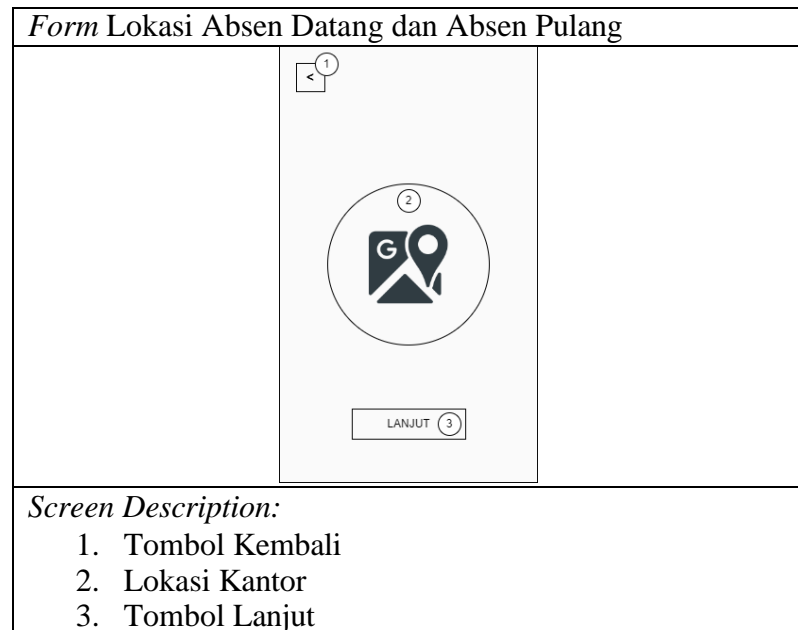 Form Lokasi Absen Datang dan Absen Pulang
1
<
2
G
LANJUT 3
Screen Description:
1. Tombol Kembali
2. Lokasi Kantor
3. Tombol Lanjut